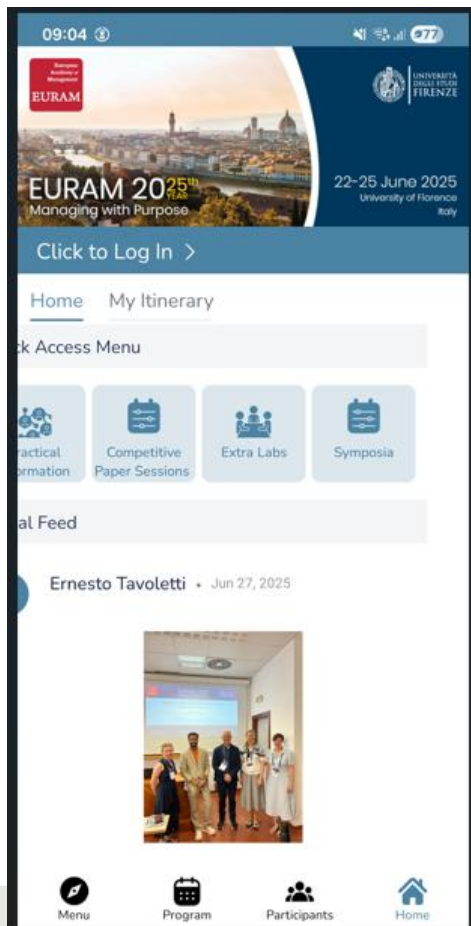 09:04
77
European
Academy of
Management
EURAM
UNIVERSITÀ
DEGLI STUDI
FIRENZE
EURAM 2025th
YEAR
Managing with Purpose
22-25 June 2025
University of Florence
Italy
Click to Log In >
Home My Itinerary
ck Access Menu
ractical
ormation
Competitive
Paper Sessions
Extra Labs
Symposia
al Feed
Ernesto Tavoletti • Jun 27, 2025
Menu Program Participants Home